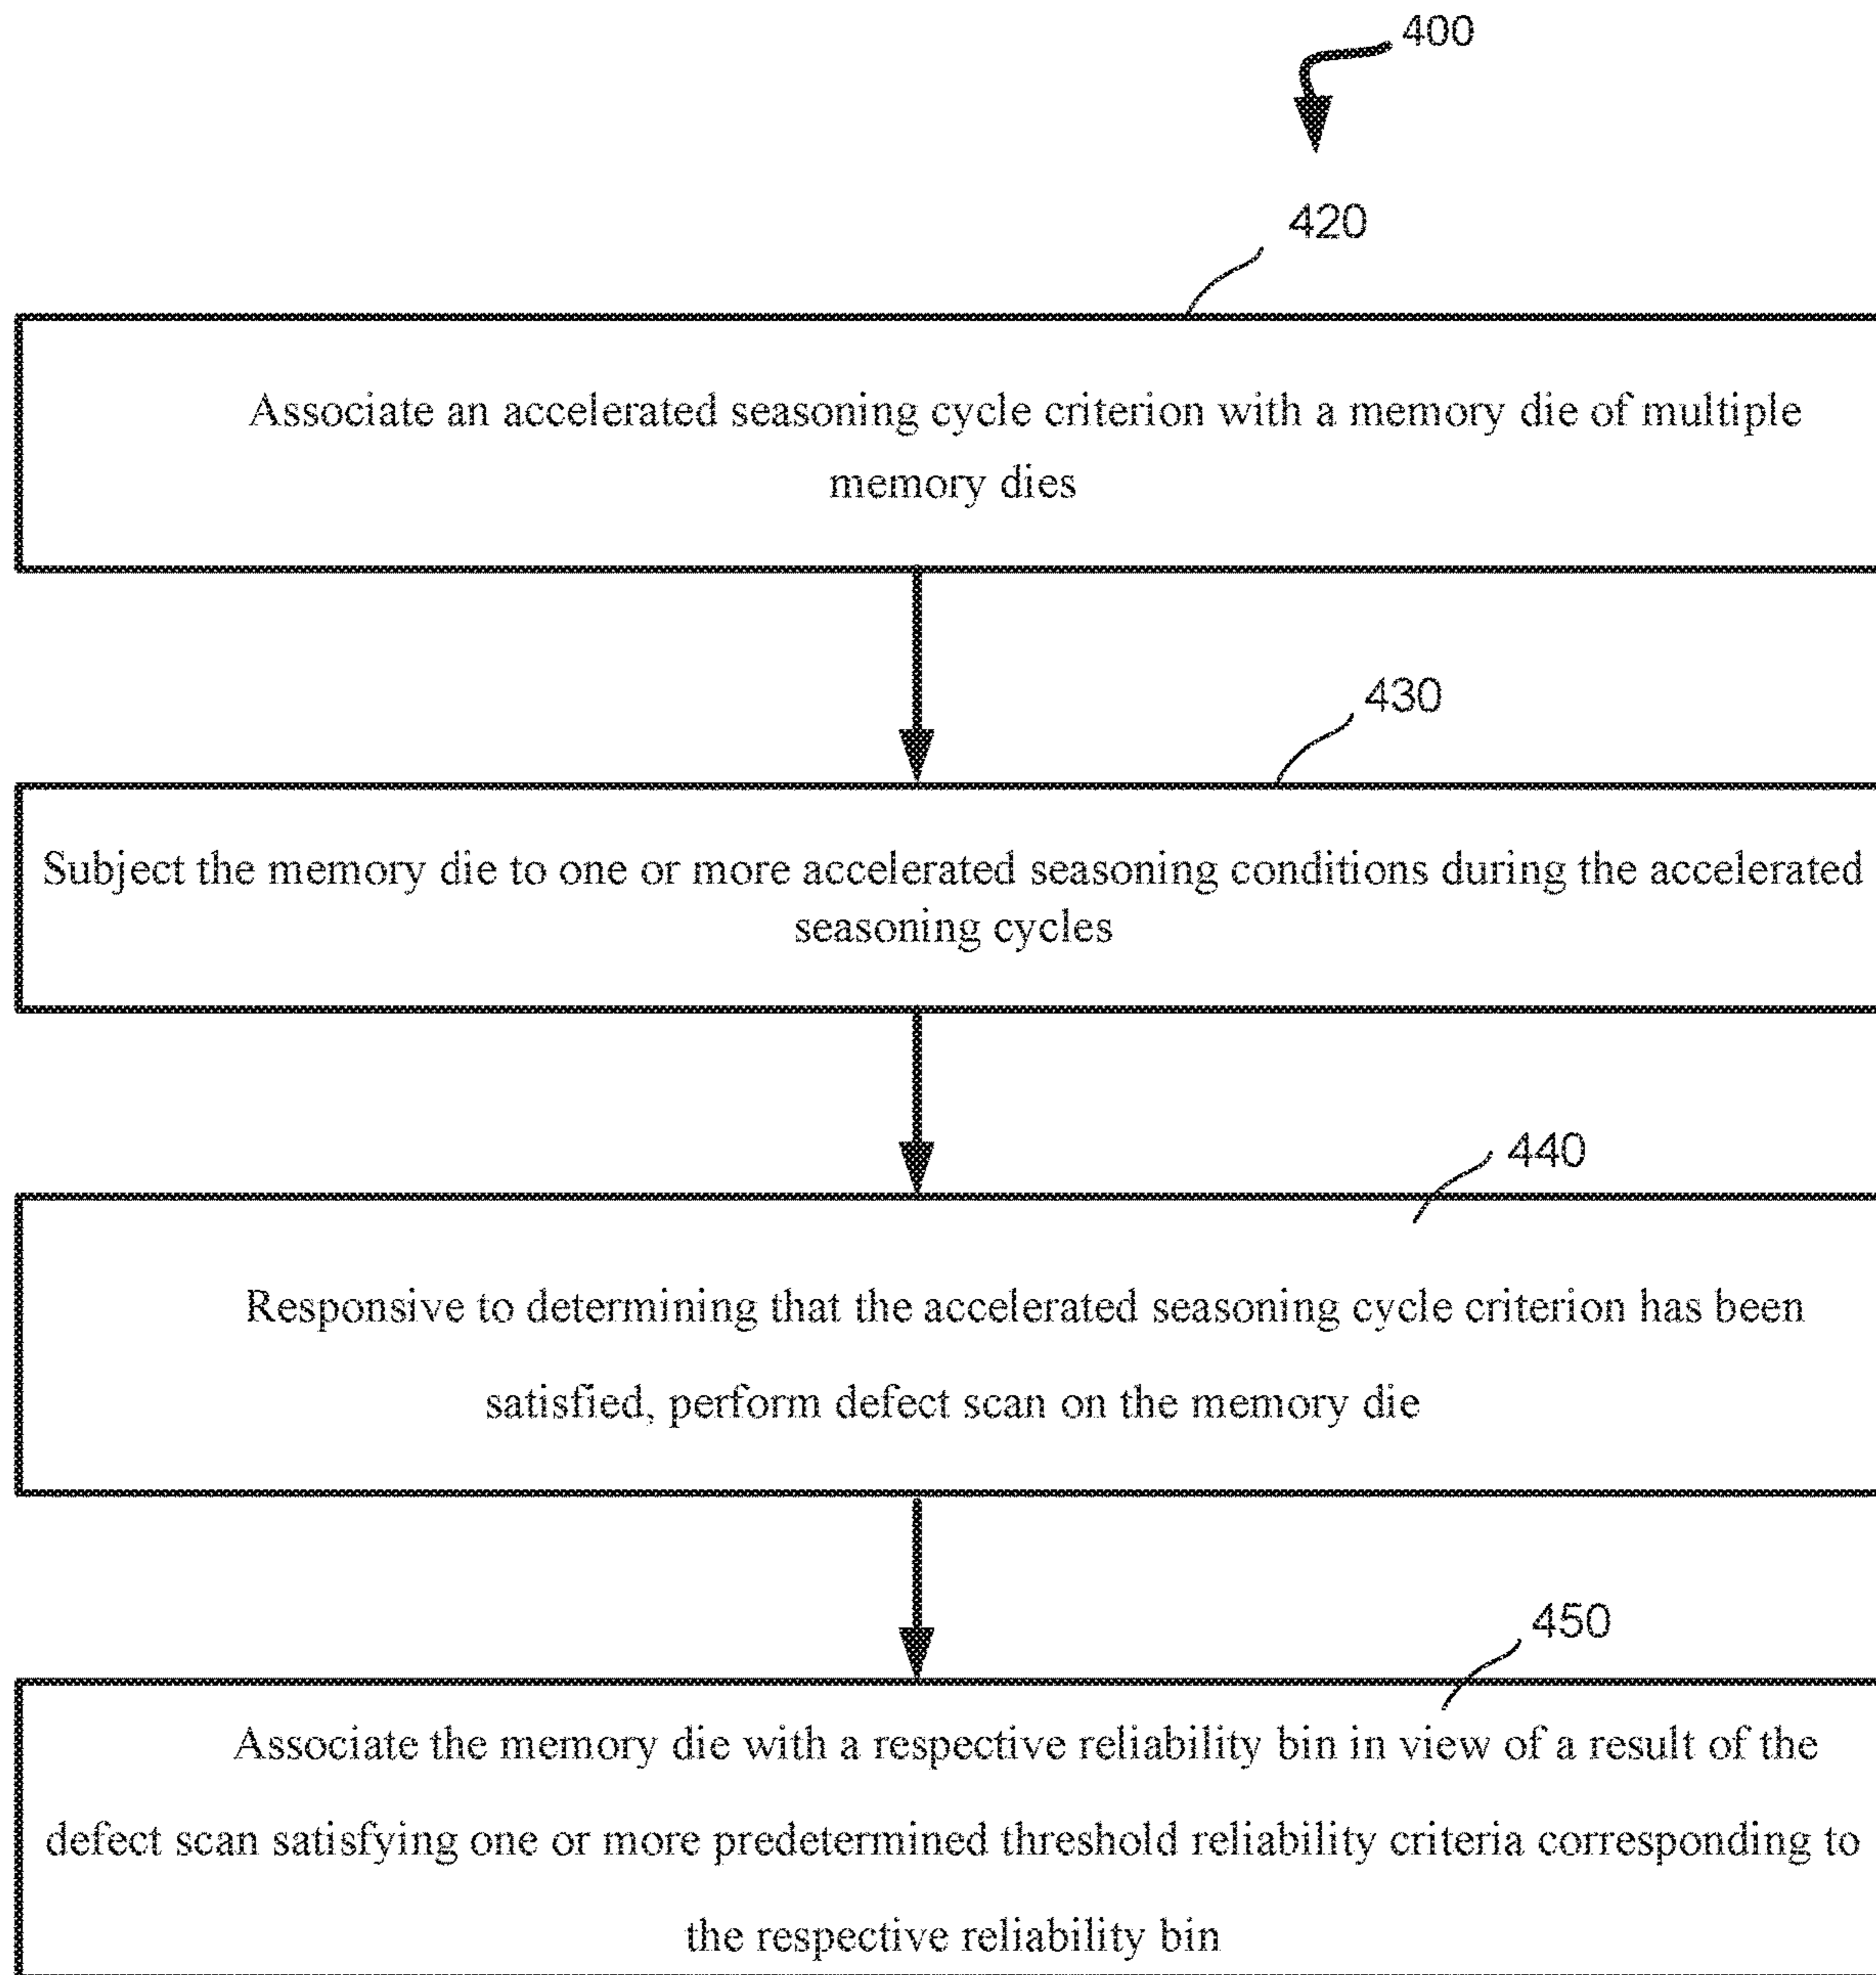 400
420
Associate an accelerated seasoning cycle criterion with a memory die of multiple
memory dies
430
Subject the memory die to one or more accelerated seasoning conditions during the accelerated
seasoning cycles
440
Responsive to determining that the accelerated seasoning cycle criterion has been
satisfied, perform defect scan on the memory die
450
Associate the memory die with a respective reliability bin in view of a result of the
defect scan satisfying one or more predetermined threshold reliability criteria corresponding to
the respective reliability bin